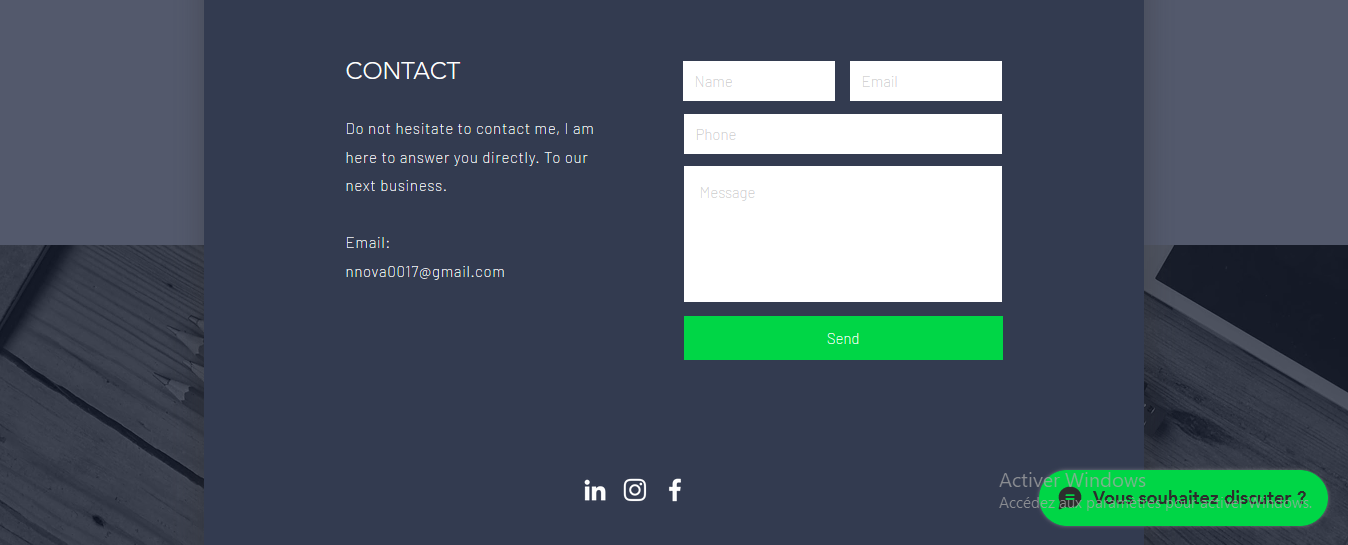 CONTACT
Do not hesitate to contact me, I am
here to answer you directly. To our
next business.
Email:
nnova0017@gmail.com
Name
Email
Phone
Message
Send
Activer Windows
Accédez aux paramètres pour activer Windows.
Vous souhaitez discuter ?